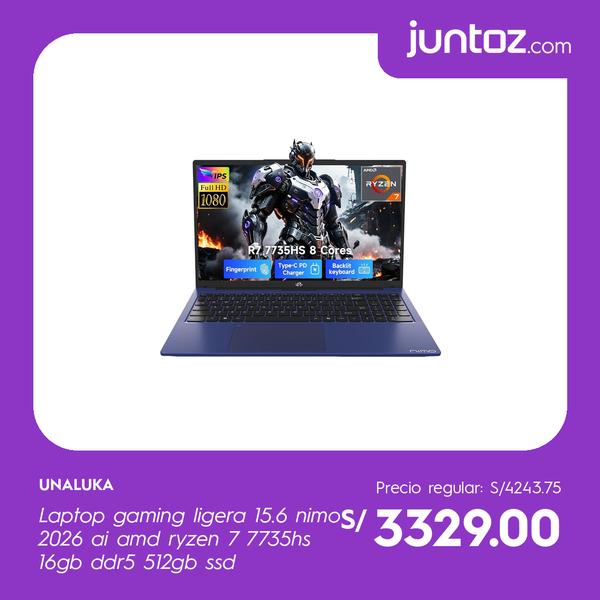 juntoz.com
IPS
Full HD
1080
AMD
RYZEN
7
R7 7735HS 8 Cores
Fingerprint
Type-C PD
Charger
Backlit
keyboard
nimo
UNALUKA
Laptop gaming ligera 15.6 nimo
2026 ai amd ryzen 7 7735hs
16gb ddr5 512gb ssd
Precio regular: S/4243.75
S/ 3329.00